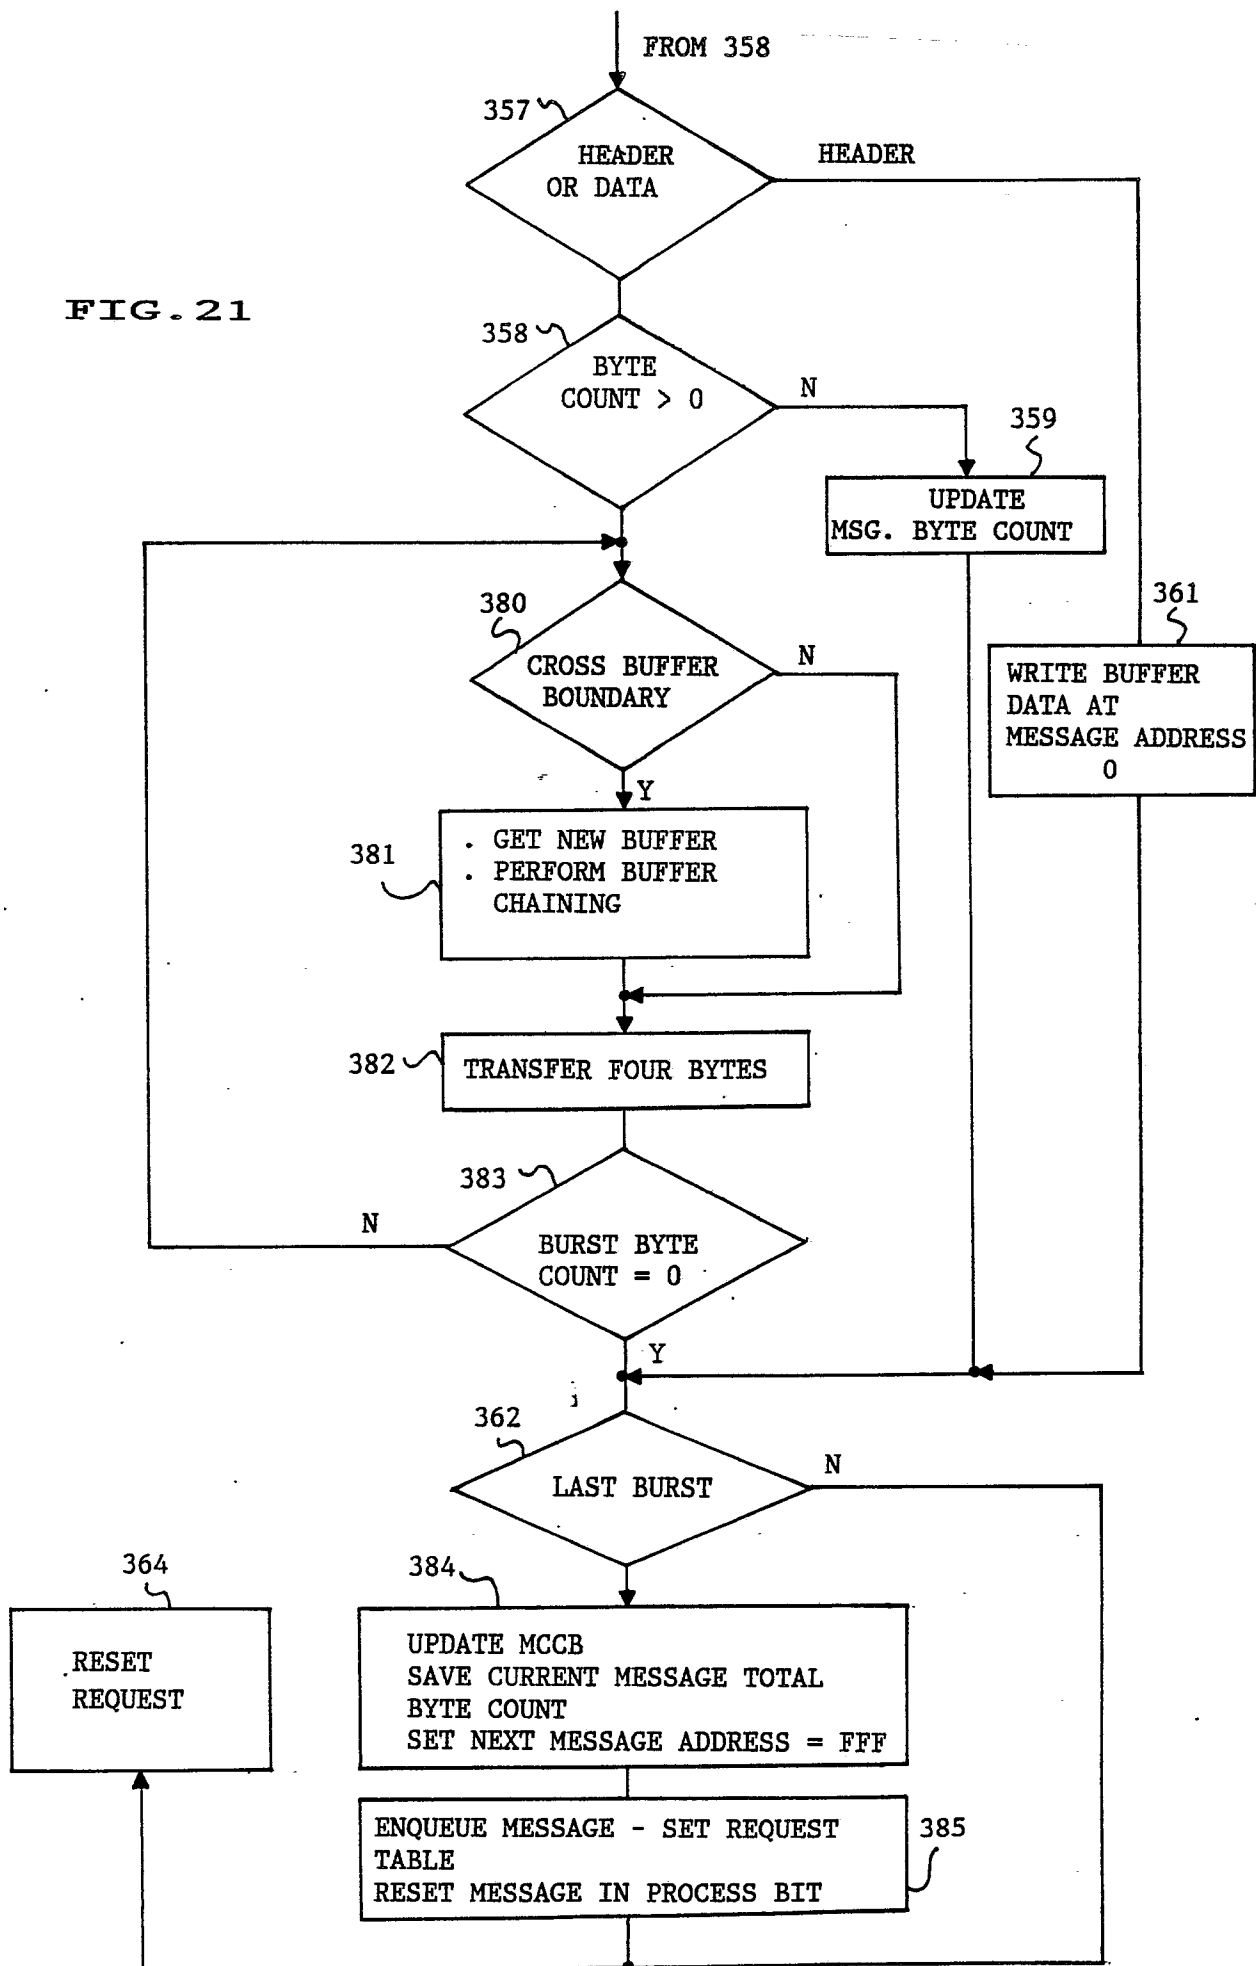 FROM 358
357
HEADER
OR DATA
HEADER
FIG.21
358
BYTE
COUNT > 0
N
359
UPDATE
MSG. BYTE COUNT
380
CROSS BUFFER
BOUNDARY
N
361
WRITE BUFFER
DATA AT
MESSAGE ADDRESS
0
Y
381
. GET NEW BUFFER
. PERFORM BUFFER
CHAINING
382
TRANSFER FOUR BYTES
383
N
BURST BYTE
COUNT = 0
Y
362
LAST BURST
N
364
RESET
REQUEST
384
UPDATE MCCB
SAVE CURRENT MESSAGE TOTAL
BYTE COUNT
SET NEXT MESSAGE ADDRESS = FFF
ENQUEUE MESSAGE - SET REQUEST
TABLE
RESET MESSAGE IN PROCESS BIT
385